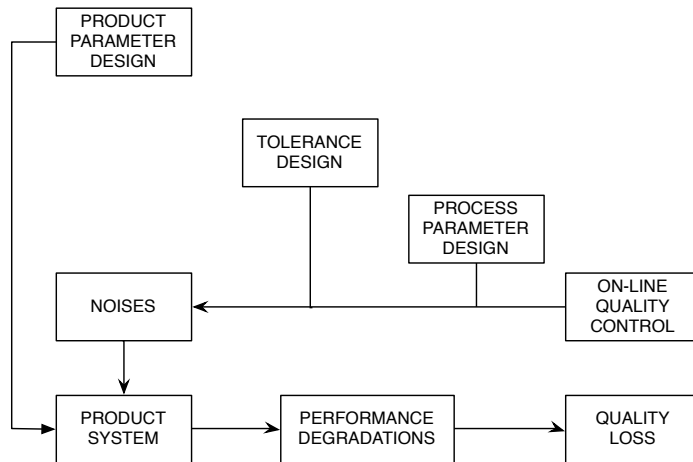 PRODUCT
PARAMETER
DESIGN
TOLERANCE
DESIGN
PROCESS
PARAMETER
DESIGN
NOISES
ON-LINE
QUALITY
CONTROL
PRODUCT
SYSTEM
PERFORMANCE
DEGRADATIONS
QUALITY
LOSS